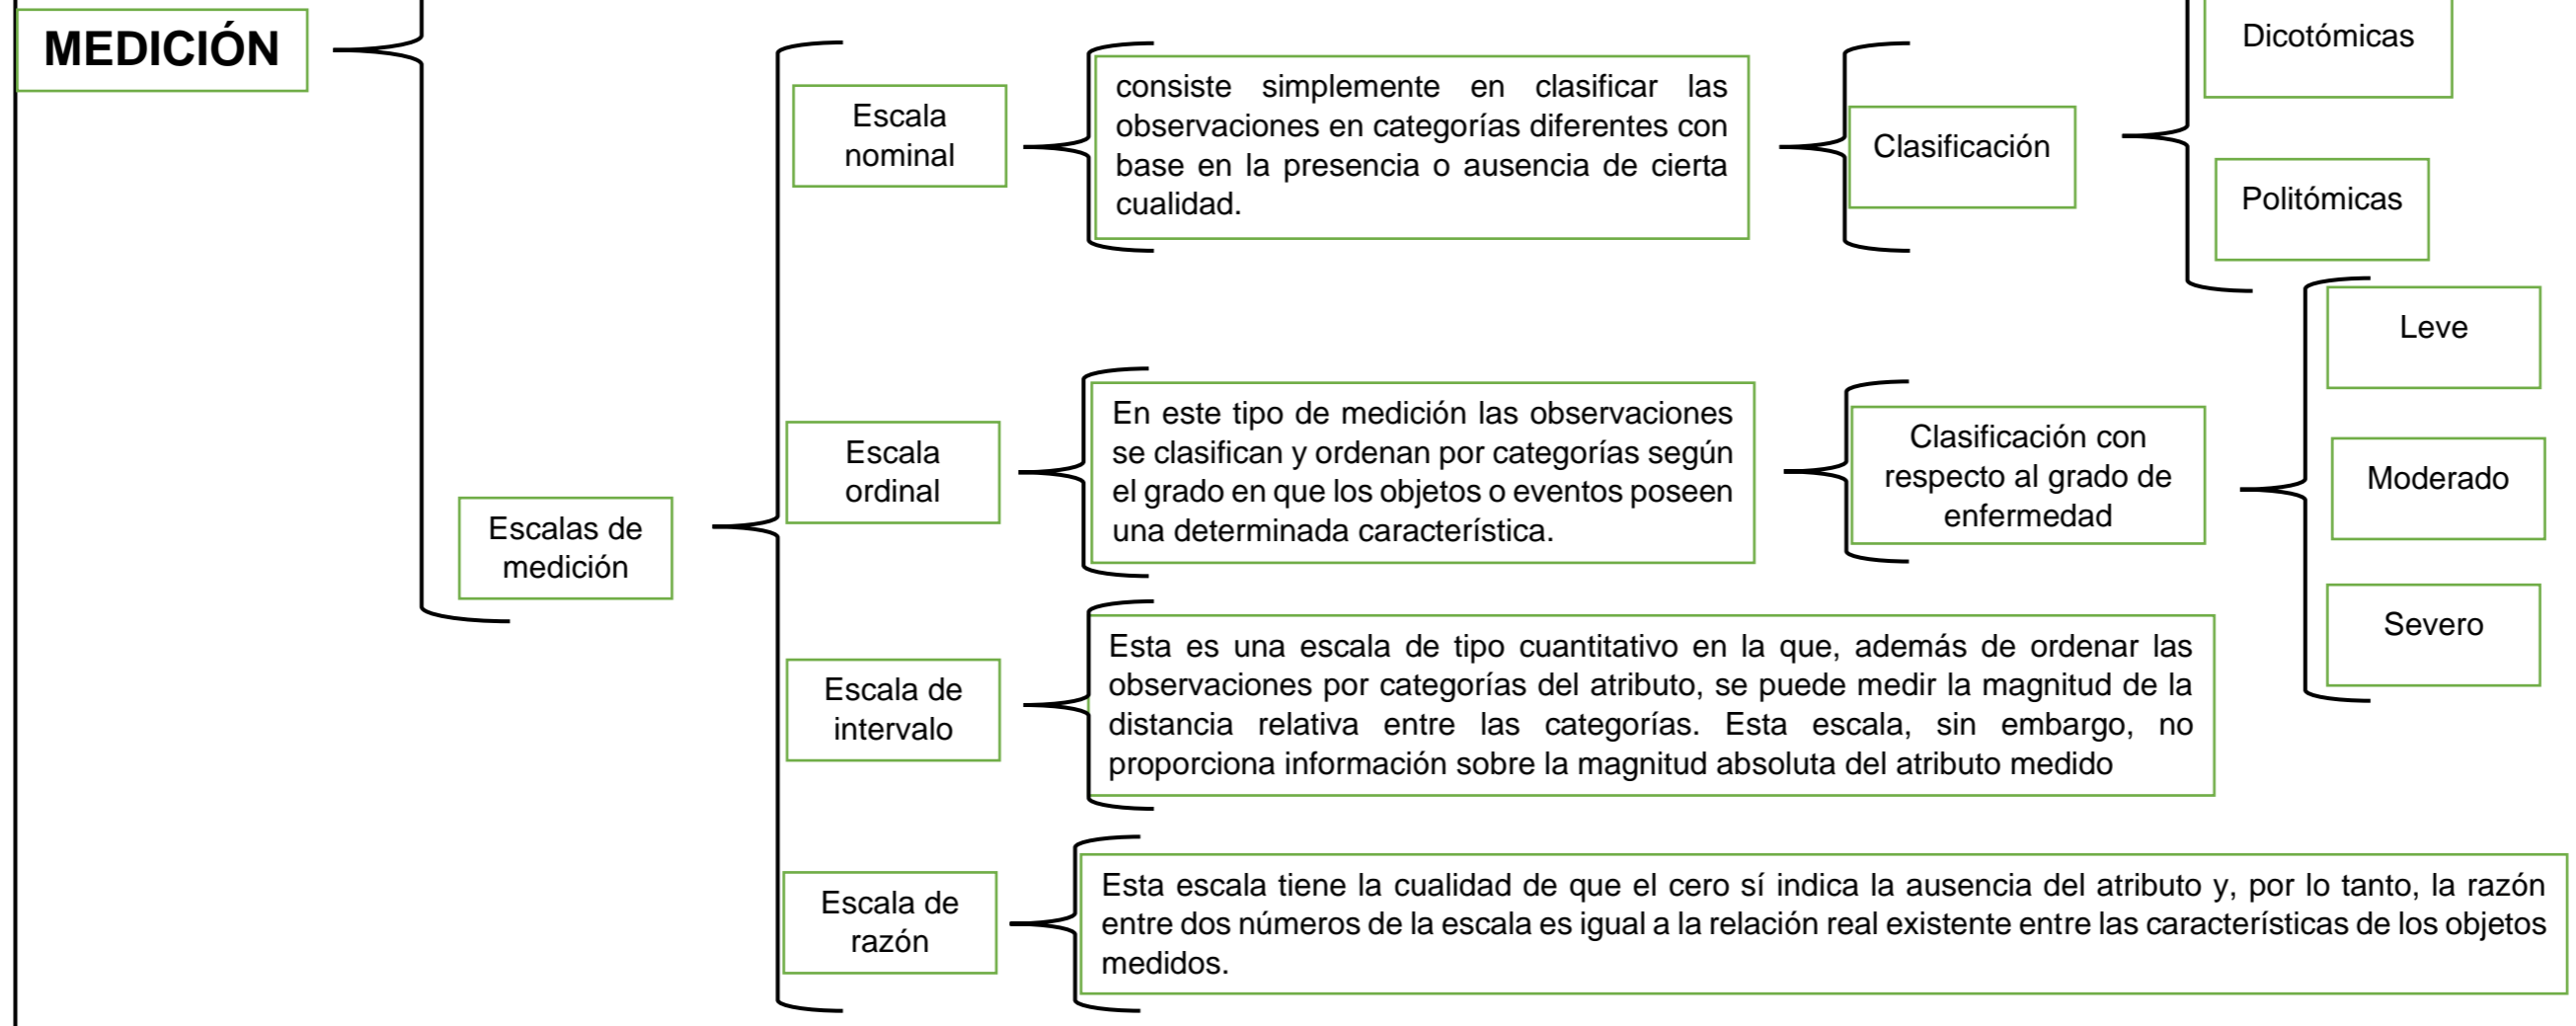 MEDICIÓN
Escalas de
medición
Escala
nominal
consiste simplemente en clasificar las
observaciones en categorías diferentes con
base en la presencia o ausencia de cierta
cualidad.
Clasificación
Dicotómicas
Politómicas
Escala
ordinal
En este tipo de medición las observaciones
se clasifican y ordenan por categorías según
el grado en que los objetos o eventos poseen
una determinada característica.
Clasificación con
respecto al grado de
enfermedad
Leve
Moderado
Severo
Escala de
intervalo
Esta es una escala de tipo cuantitativo en la que, además de ordenar las
observaciones por categorías del atributo, se puede medir la magnitud de la
distancia relativa entre las categorías. Esta escala, sin embargo, no
proporciona información sobre la magnitud absoluta del atributo medido
Escala de
razón
Esta escala tiene la cualidad de que el cero sí indica la ausencia del atributo y, por lo tanto, la razón
entre dos números de la escala es igual a la relación real existente entre las características de los objetos
medidos.